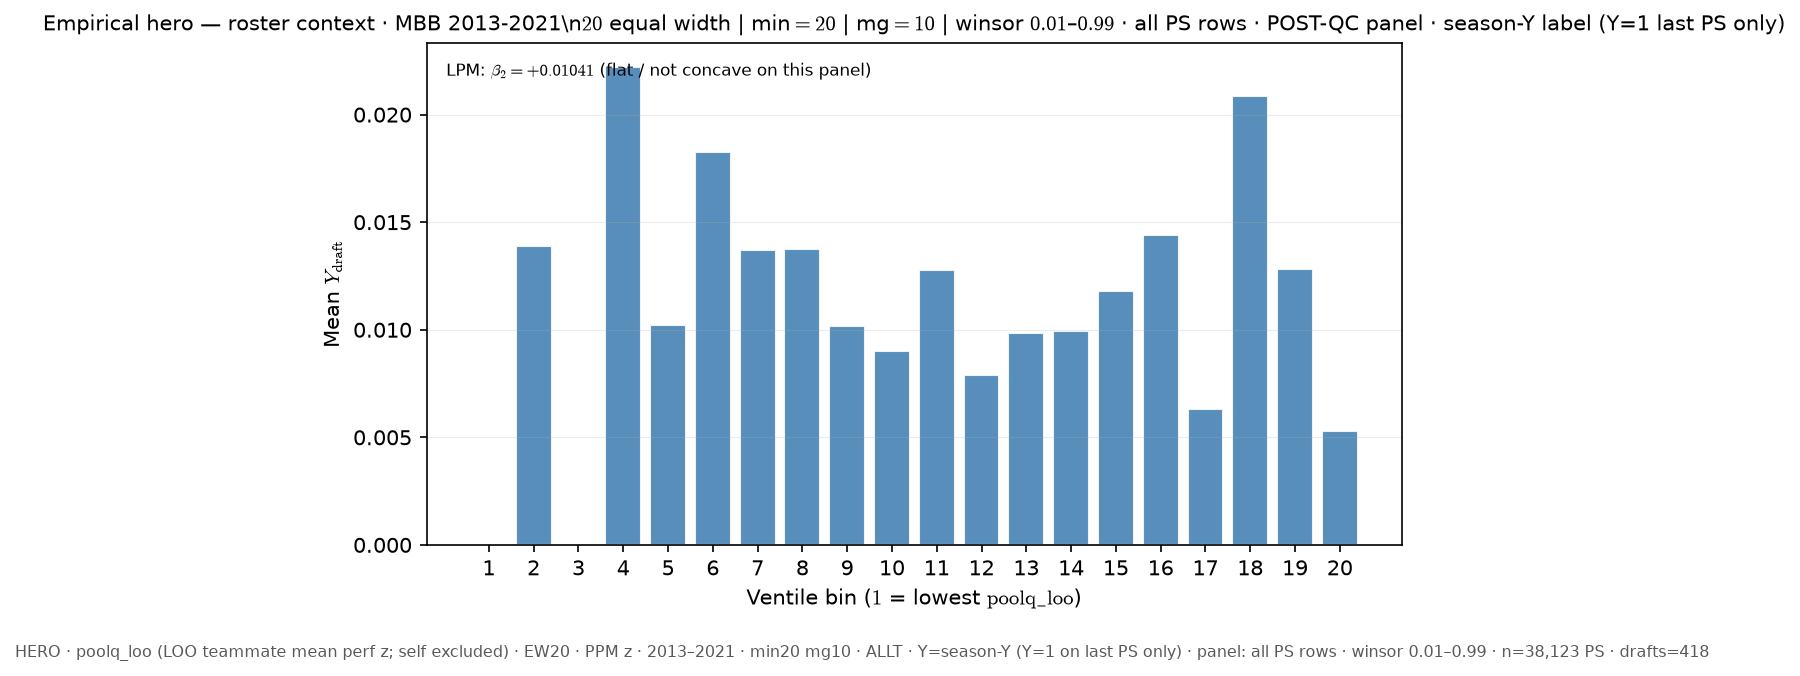 Empirical hero — roster context · MBB 2013-2021\n20 equal width | min = 20 | mg = 10 | winsor 0.01–0.99 · all PS rows · POST-QC panel · season-Y label (Y=1 last PS only)
LPM: β₂ = +0.01041 (flat / not concave on this panel)
0.020
0.015
0.010
0.005
0.000
Mean Y_draft
1 2 3 4 5 6 7 8 9 10 11 12 13 14 15 16 17 18 19 20
Ventile bin (1 = lowest poolq_loo)
HERO · poolq_loo (LOO teammate mean perf z; self excluded) · EW20 · PPM z · 2013–2021 · min20 mg10 · ALLT · Y=season-Y (Y=1 on last PS only) · panel: all PS rows · winsor 0.01–0.99 · n=38,123 PS · drafts=418